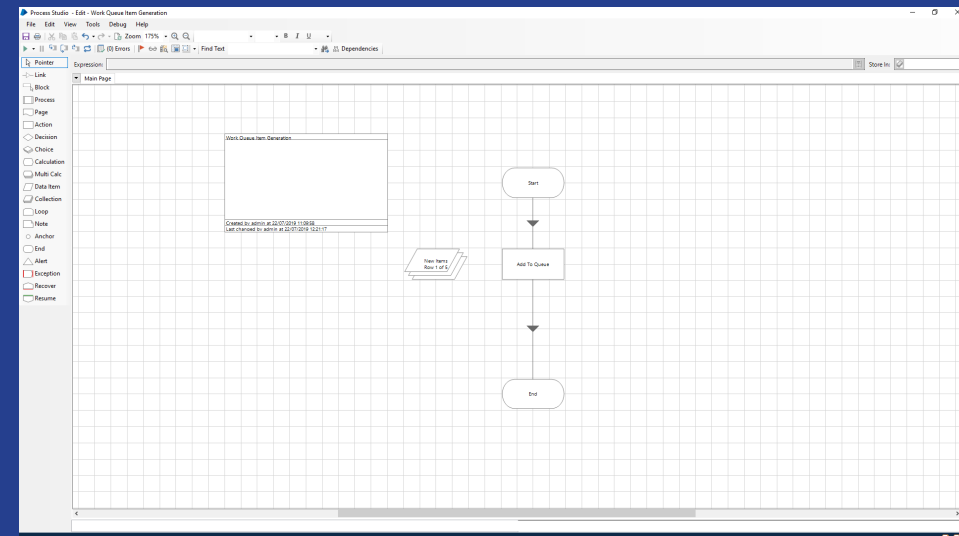 Process Studio - Edit - Work Queue Item Generation
File Edit View Tools Debug Help
Zoom 175% B I U
(0) Errors Find Text Dependencies
Pointer
Expression: Store In:
Link
Main Page
Block
Process
Page
Action
Decision
Choice
Calculation
Multi Calc
Data Item
Collection
Loop
Note
Anchor
End
Alert
Exception
Recover
Resume
Work Queue Item Generation
Created by admin at 22/07/2019 11:09:58
Last changed by admin at 22/07/2019 12:21:17
Start
New Items
Row 1 of 5
Add To Queue
End